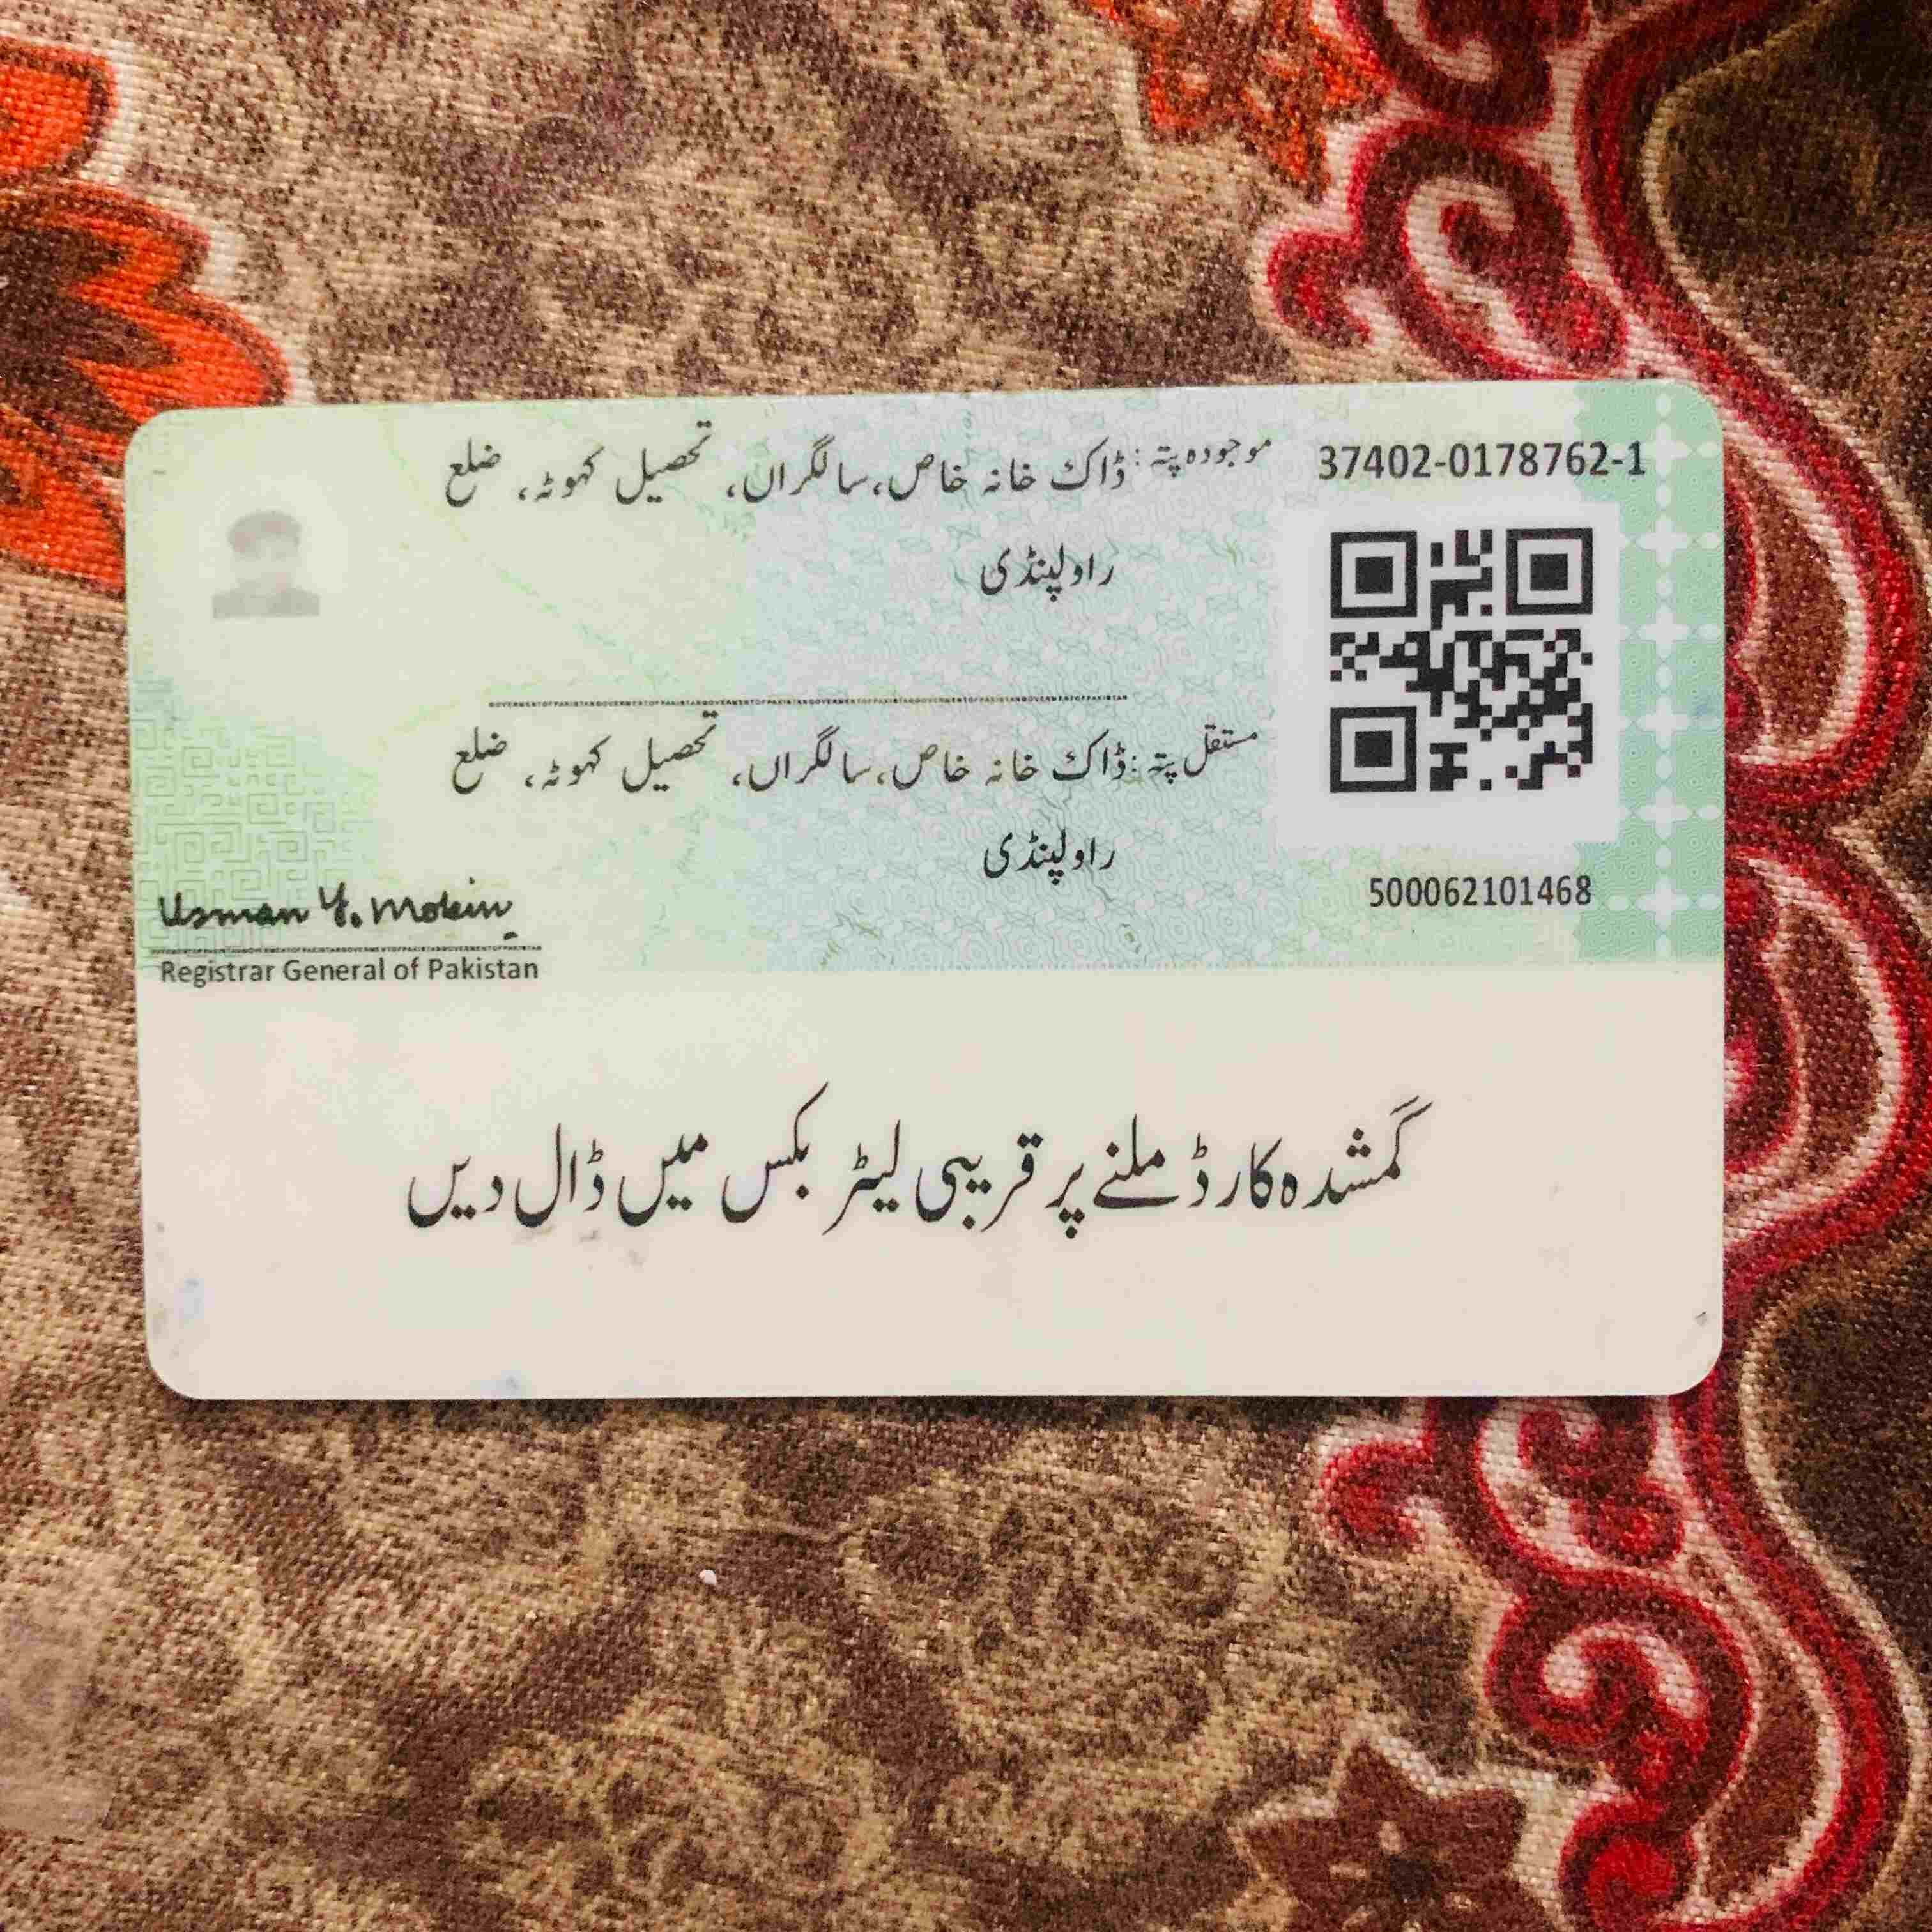 37402-0178762-1
موجودہ پتہ: ڈاک خانہ خاص، سالگراں، تحصیل کہوٹہ، ضلع
راولپنڈی
GOVERNMENTOFPAKISTANGOVERNMENTOFPAKISTANGOVERNMENTOFPAKISTANGOVERNMENTOFPAKISTANGOVERNMENTOFPAKISTAN
مستقل پتہ: ڈاک خانہ خاص، سالگراں، تحصیل کہوٹہ، ضلع
راولپنڈی
500062101468
Usman Y. Mobin
Registrar General of Pakistan
گمشدہ کارڈ ملنے پر قریبی لیٹر بکس میں ڈال دیں